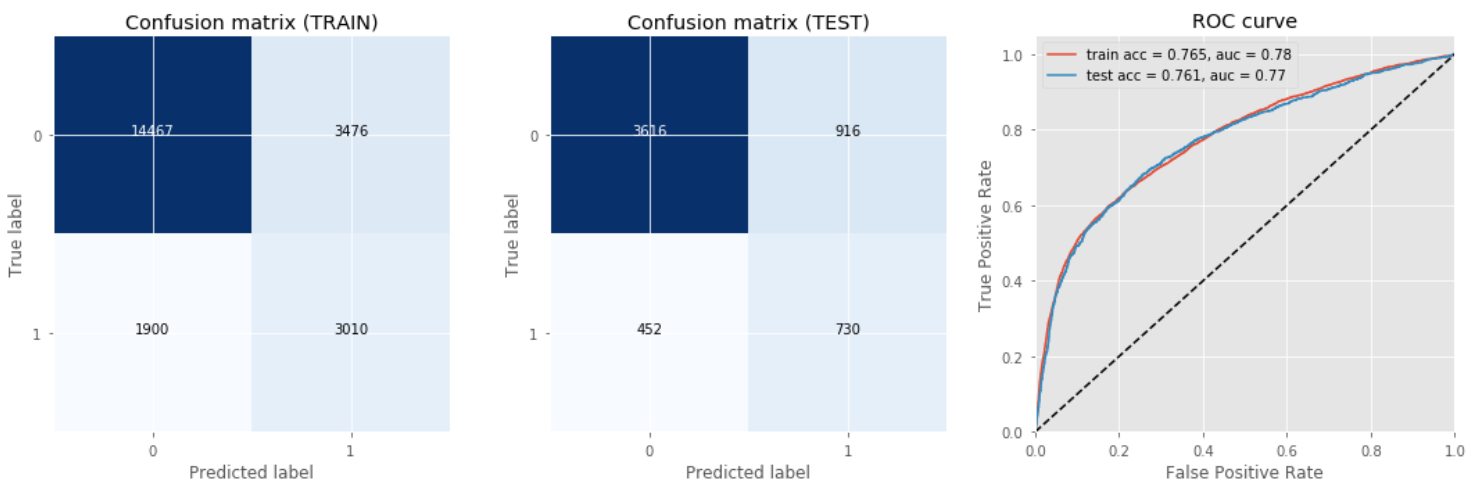 Confusion matrix (TRAIN)
True label
0
1
14467
3476
1900
3010
0
1
Predicted label
Confusion matrix (TEST)
True label
0
1
3616
916
452
730
0
1
Predicted label
ROC curve
train acc = 0.765, auc = 0.78
test acc = 0.761, auc = 0.77
True Positive Rate
1.0
0.8
0.6
0.4
0.2
0.0
0.0
0.2
0.4
0.6
0.8
1.0
False Positive Rate